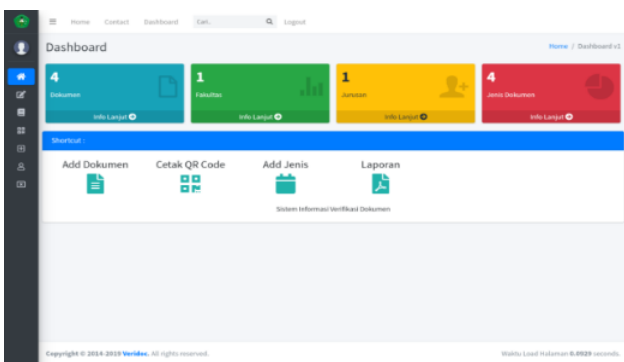 Home Contact Dashboard Cari.. Logout
Dashboard
Home / Dashboard v1
4
Dokumen
Info Lanjut
1
Fakultas
Info Lanjut
1
Jurusan
Info Lanjut
4
Jenis Dokumen
Info Lanjut
Shortcut :
Add Dokumen
Cetak QR Code
Add Jenis
Laporan
Sistem Informasi Verifikasi Dokumen
Copyright © 2014-2019 Veridoc. All rights reserved.
Waktu Load Halaman 0.0929 seconds.